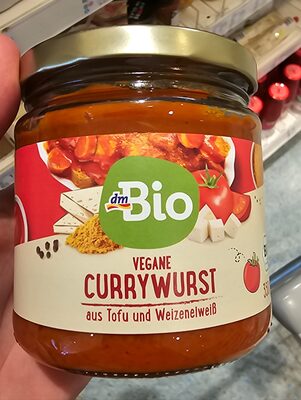 dm
Bio
VEGANE
CURRYWURST
aus Tofu und Weizeneiweiß